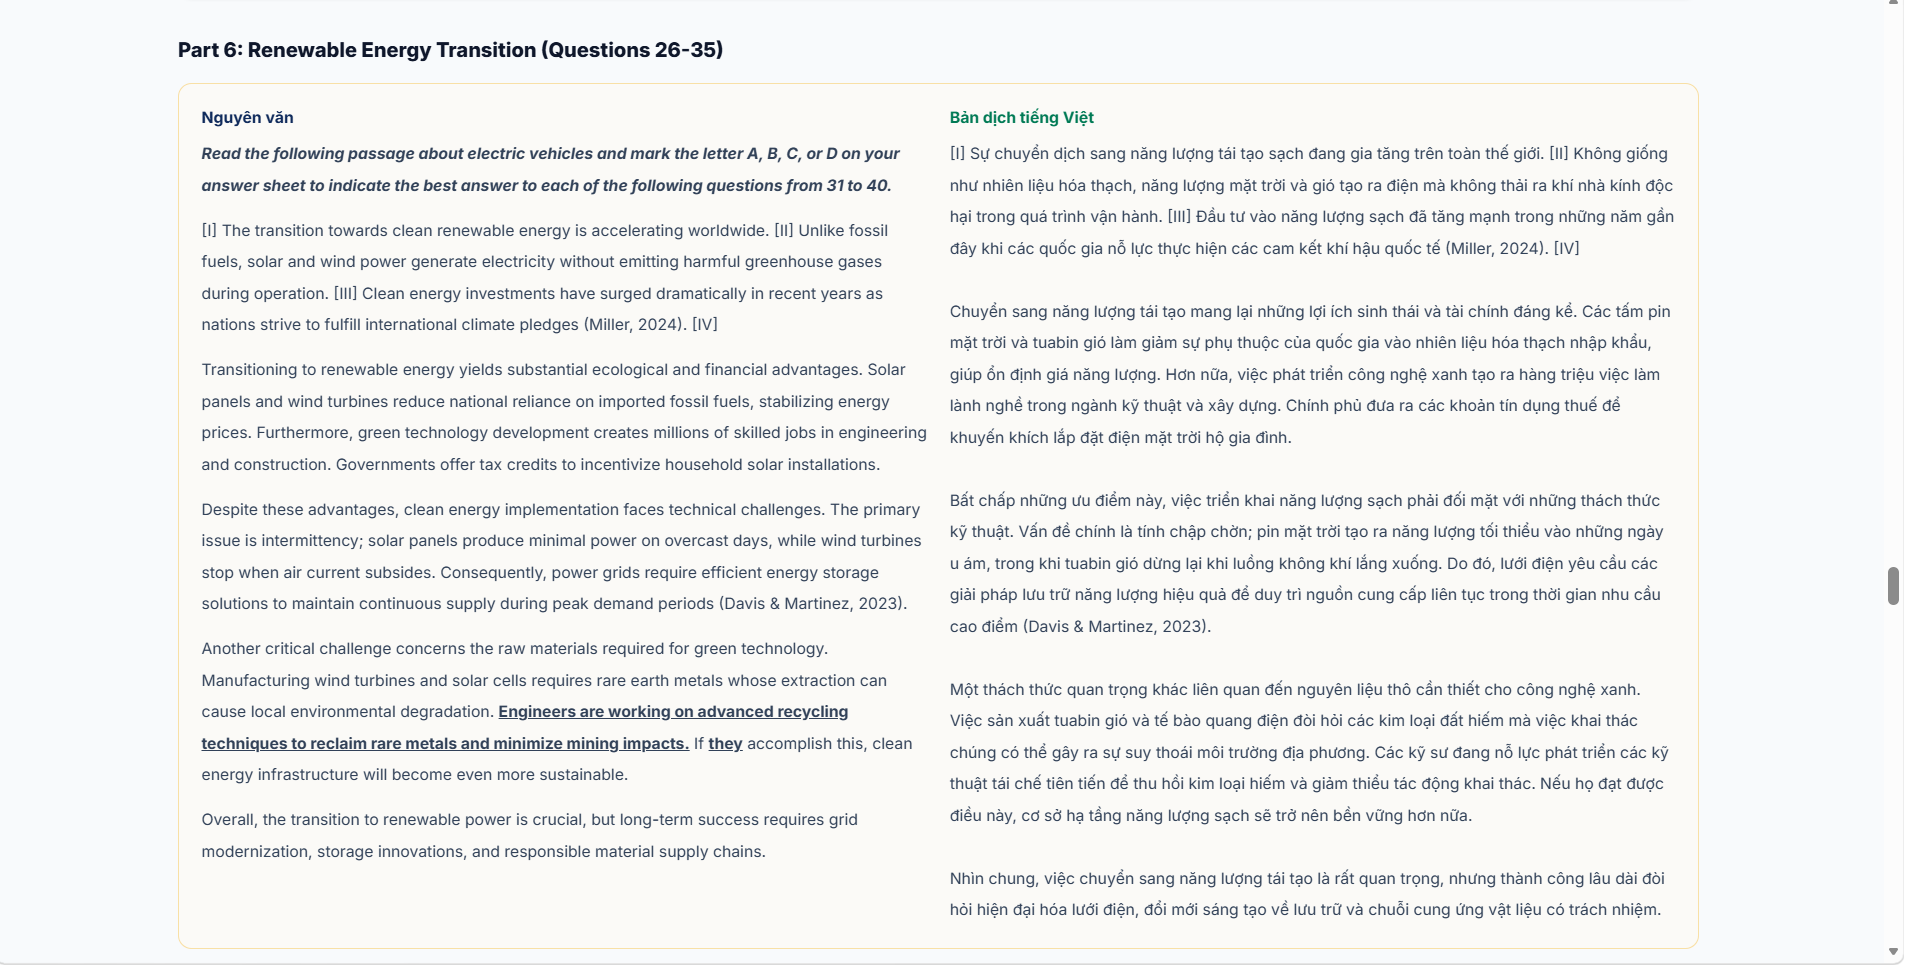 Part 6: Renewable Energy Transition (Questions 26-35)
Nguyên văn
Read the following passage about electric vehicles and mark the letter A, B, C, or D on your
answer sheet to indicate the best answer to each of the following questions from 31 to 40.
[I] The transition towards clean renewable energy is accelerating worldwide. [II] Unlike fossil
fuels, solar and wind power generate electricity without emitting harmful greenhouse gases
during operation. [III] Clean energy investments have surged dramatically in recent years as
nations strive to fulfill international climate pledges (Miller, 2024). [IV]
Transitioning to renewable energy yields substantial ecological and financial advantages. Solar
panels and wind turbines reduce national reliance on imported fossil fuels, stabilizing energy
prices. Furthermore, green technology development creates millions of skilled jobs in engineering
and construction. Governments offer tax credits to incentivize household solar installations.
Despite these advantages, clean energy implementation faces technical challenges. The primary
issue is intermittency; solar panels produce minimal power on overcast days, while wind turbines
stop when air current subsides. Consequently, power grids require efficient energy storage
solutions to maintain continuous supply during peak demand periods (Davis & Martinez, 2023).
Another critical challenge concerns the raw materials required for green technology.
Manufacturing wind turbines and solar cells requires rare earth metals whose extraction can
cause local environmental degradation. Engineers are working on advanced recycling
techniques to reclaim rare metals and minimize mining impacts. If they accomplish this, clean
energy infrastructure will become even more sustainable.
Overall, the transition to renewable power is crucial, but long-term success requires grid
modernization, storage innovations, and responsible material supply chains.
Bản dịch tiếng Việt
[I] Sự chuyển dịch sang năng lượng tái tạo sạch đang gia tăng trên toàn thế giới. [II] Không giống
như nhiên liệu hóa thạch, năng lượng mặt trời và gió tạo ra điện mà không thải ra khí nhà kính độc
hại trong quá trình vận hành. [III] Đầu tư vào năng lượng sạch đã tăng mạnh trong những năm gần
đây khi các quốc gia nỗ lực thực hiện các cam kết khí hậu quốc tế (Miller, 2024). [IV]
Chuyển sang năng lượng tái tạo mang lại những lợi ích sinh thái và tài chính đáng kể. Các tấm pin
mặt trời và tuabin gió làm giảm sự phụ thuộc của quốc gia vào nhiên liệu hóa thạch nhập khẩu,
giúp ổn định giá năng lượng. Hơn nữa, việc phát triển công nghệ xanh tạo ra hàng triệu việc làm
lành nghề trong ngành kỹ thuật và xây dựng. Chính phủ đưa ra các khoản tín dụng thuế để
khuyến khích lắp đặt điện mặt trời hộ gia đình.
Bất chấp những ưu điểm này, việc triển khai năng lượng sạch phải đối mặt với những thách thức
kỹ thuật. Vấn đề chính là tính chập chờn; pin mặt trời tạo ra năng lượng tối thiểu vào những ngày
u ám, trong khi tuabin gió dừng lại khi luồng không khí lắng xuống. Do đó, lưới điện yêu cầu các
giải pháp lưu trữ năng lượng hiệu quả để duy trì nguồn cung cấp liên tục trong thời gian nhu cầu
cao điểm (Davis & Martinez, 2023).
Một thách thức quan trọng khác liên quan đến nguyên liệu thô cần thiết cho công nghệ xanh.
Việc sản xuất tuabin gió và tế bào quang điện đòi hỏi các kim loại đất hiếm mà việc khai thác
chúng có thể gây ra sự suy thoái môi trường địa phương. Các kỹ sư đang nỗ lực phát triển các kỹ
thuật tái chế tiên tiến để thu hồi kim loại hiếm và giảm thiểu tác động khai thác. Nếu họ đạt được
điều này, cơ sở hạ tầng năng lượng sạch sẽ trở nên bền vững hơn nữa.
Nhìn chung, việc chuyển sang năng lượng tái tạo là rất quan trọng, nhưng thành công lâu dài đòi
hỏi hiện đại hóa lưới điện, đổi mới sáng tạo về lưu trữ và chuỗi cung ứng vật liệu có trách nhiệm.